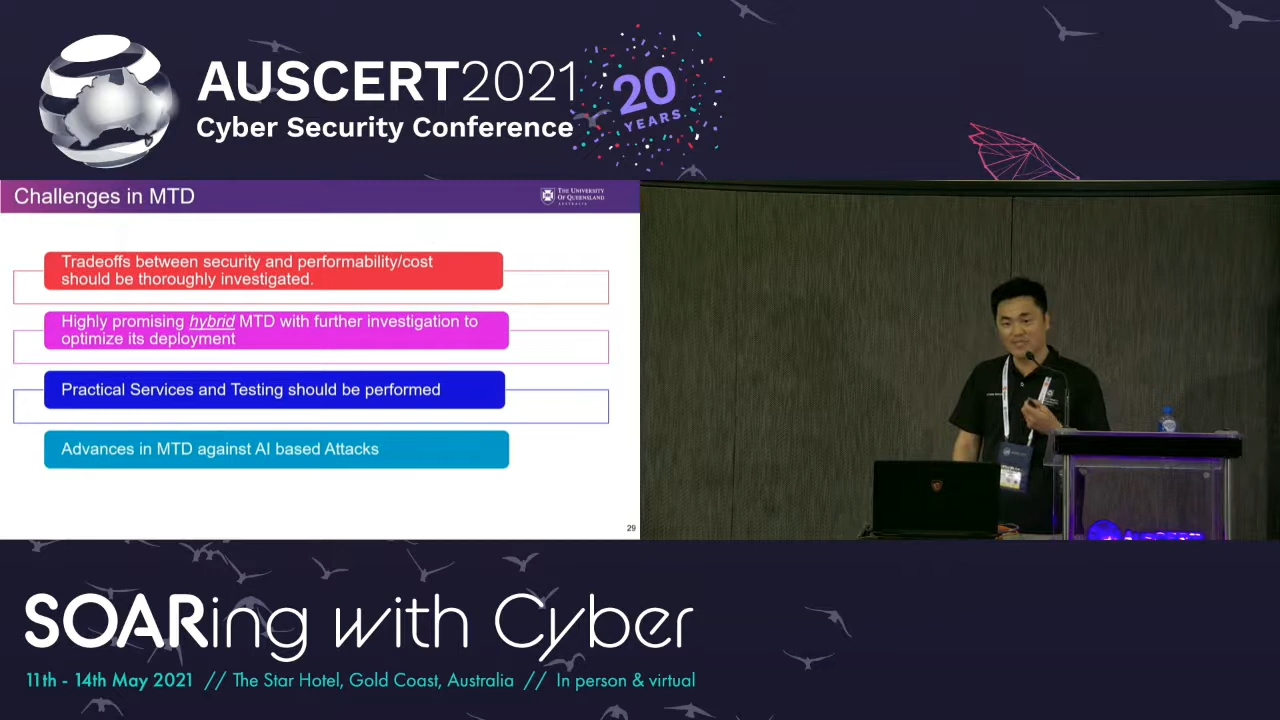 AUSCERT2021
Cyber Security Conference
20
YEARS
Challenges in MTD
THE UNIVERSITY
OF QUEENSLAND
AUSTRALIA
Tradeoffs between security and performability/cost
should be thoroughly investigated.
Highly promising hybrid MTD with further investigation to
optimize its deployment
Practical Services and Testing should be performed
Advances in MTD against AI based Attacks
29
SOARing with Cyber
11th - 14th May 2021 // The Star Hotel, Gold Coast, Australia // In person & virtual